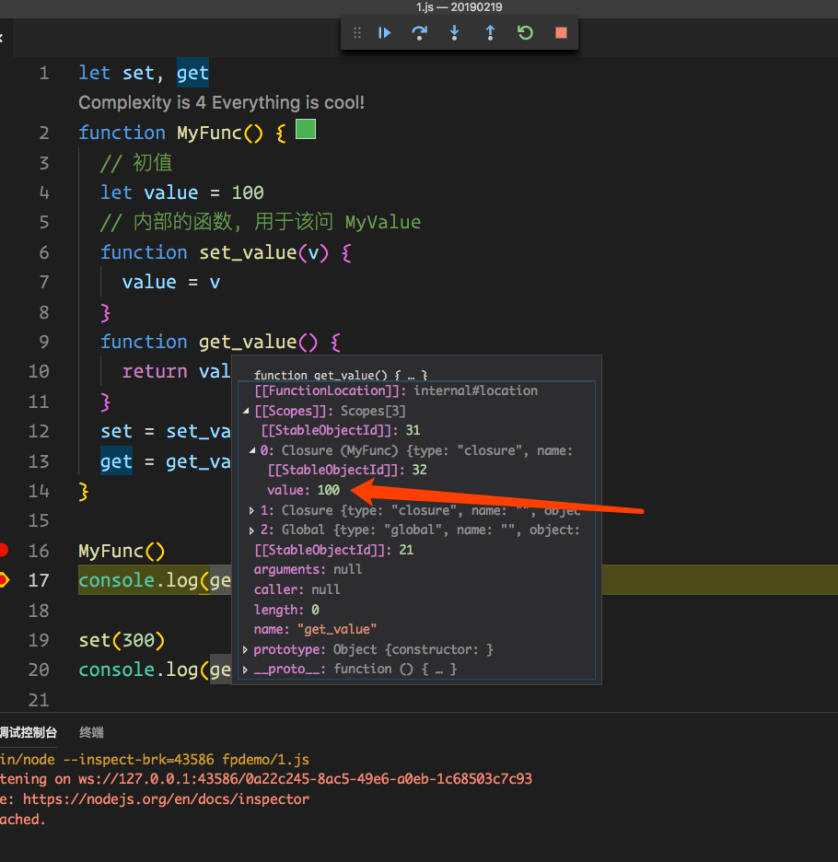 1.js — 20190219
1 let set, get
Complexity is 4 Everything is cool!
2 function MyFunc() {
3 // 初值
4 let value = 100
5 // 内部的函数, 用于该问 MyValue
6 function set_value(v) {
7 value = v
8 }
9 function get_value() {
10 return val
11 }
12 set = set_va
13 get = get_va
14 }
15
16 MyFunc()
17 console.log(ge
18
19 set(300)
20 console.log(ge
21
function get_value() { … }
[[FunctionLocation]]: internal#location
[[Scopes]]: Scopes[3]
[[StableObjectId]]: 31
0: Closure (MyFunc) {type: "closure", name:
[[StableObjectId]]: 32
value: 100
1: Closure {type: "closure", name: "", objec
2: Global {type: "global", name: "", object:
[[StableObjectId]]: 21
arguments: null
caller: null
length: 0
name: "get_value"
prototype: Object {constructor: }
__proto__: function () { … }
调试控制台 终端
in/node --inspect-brk=43586 fpdemo/1.js
tening on ws://127.0.0.1:43586/0a22c245-8ac5-49e6-a0eb-1c68503c7c93
e: https://nodejs.org/en/docs/inspector
ached.